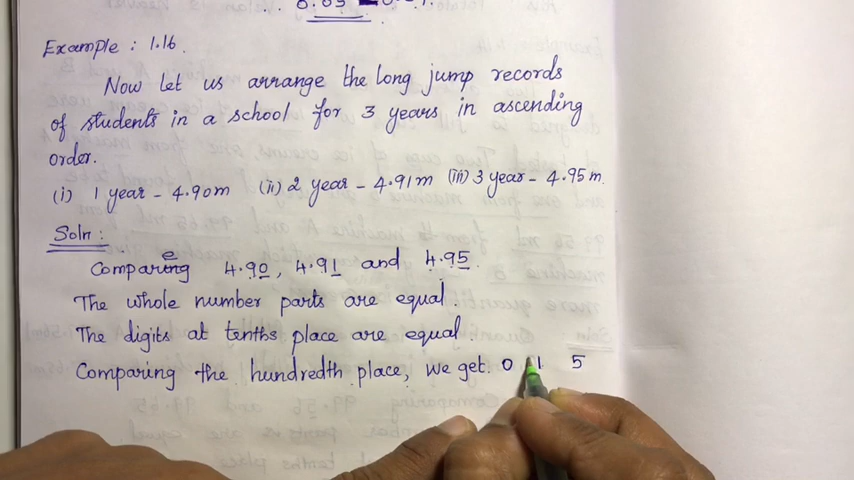 Example : 1.16.
Now let us arrange the long jump records
of students in a school for 3 years in ascending
order.
(i) 1 year - 4.90m (ii) 2 year - 4.91m (iii) 3 year - 4.95m.
Soln :
Comparing 4.90, 4.91 and 4.95.
The whole number parts are equal.
The digits at tenths place are equal.
Comparing the hundredth place, we get. 0 1 5